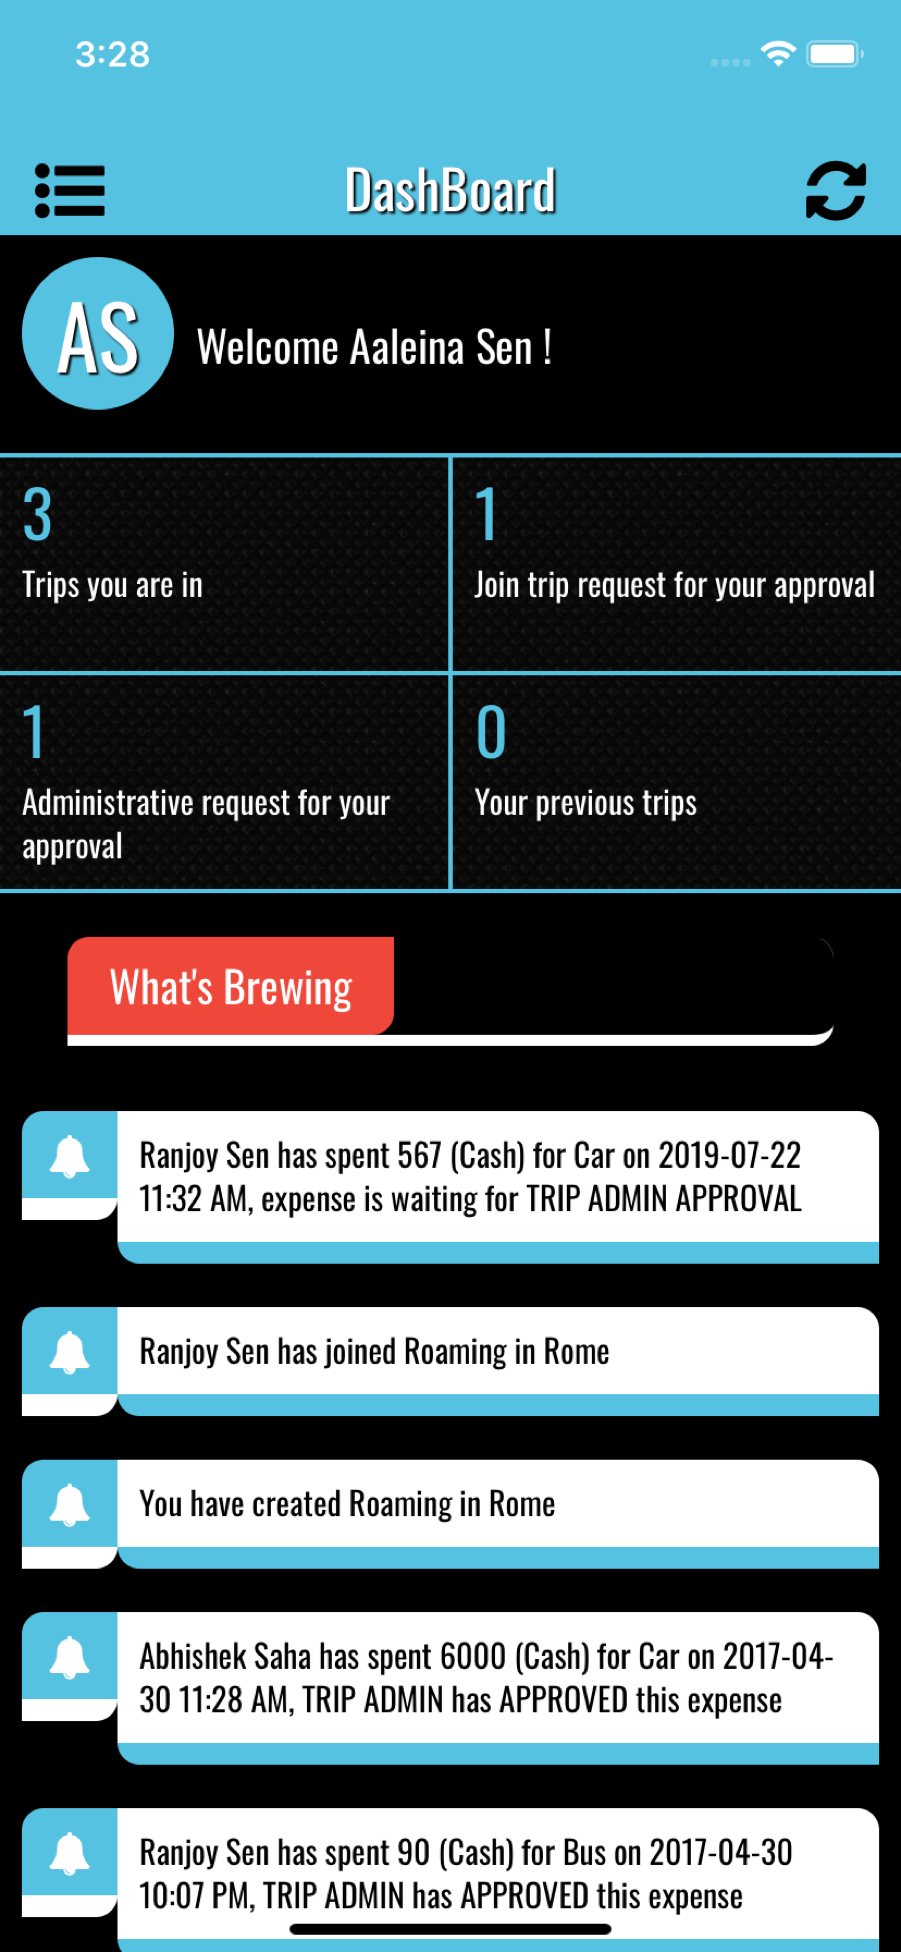 3:28
DashBoard
AS
Welcome Aaleina Sen !
3
Trips you are in
1
Join trip request for your approval
1
Administrative request for your
approval
0
Your previous trips
What's Brewing
Ranjoy Sen has spent 567 (Cash) for Car on 2019-07-22
11:32 AM, expense is waiting for TRIP ADMIN APPROVAL
Ranjoy Sen has joined Roaming in Rome
You have created Roaming in Rome
Abhishek Saha has spent 6000 (Cash) for Car on 2017-04-
30 11:28 AM, TRIP ADMIN has APPROVED this expense
Ranjoy Sen has spent 90 (Cash) for Bus on 2017-04-30
10:07 PM, TRIP ADMIN has APPROVED this expense